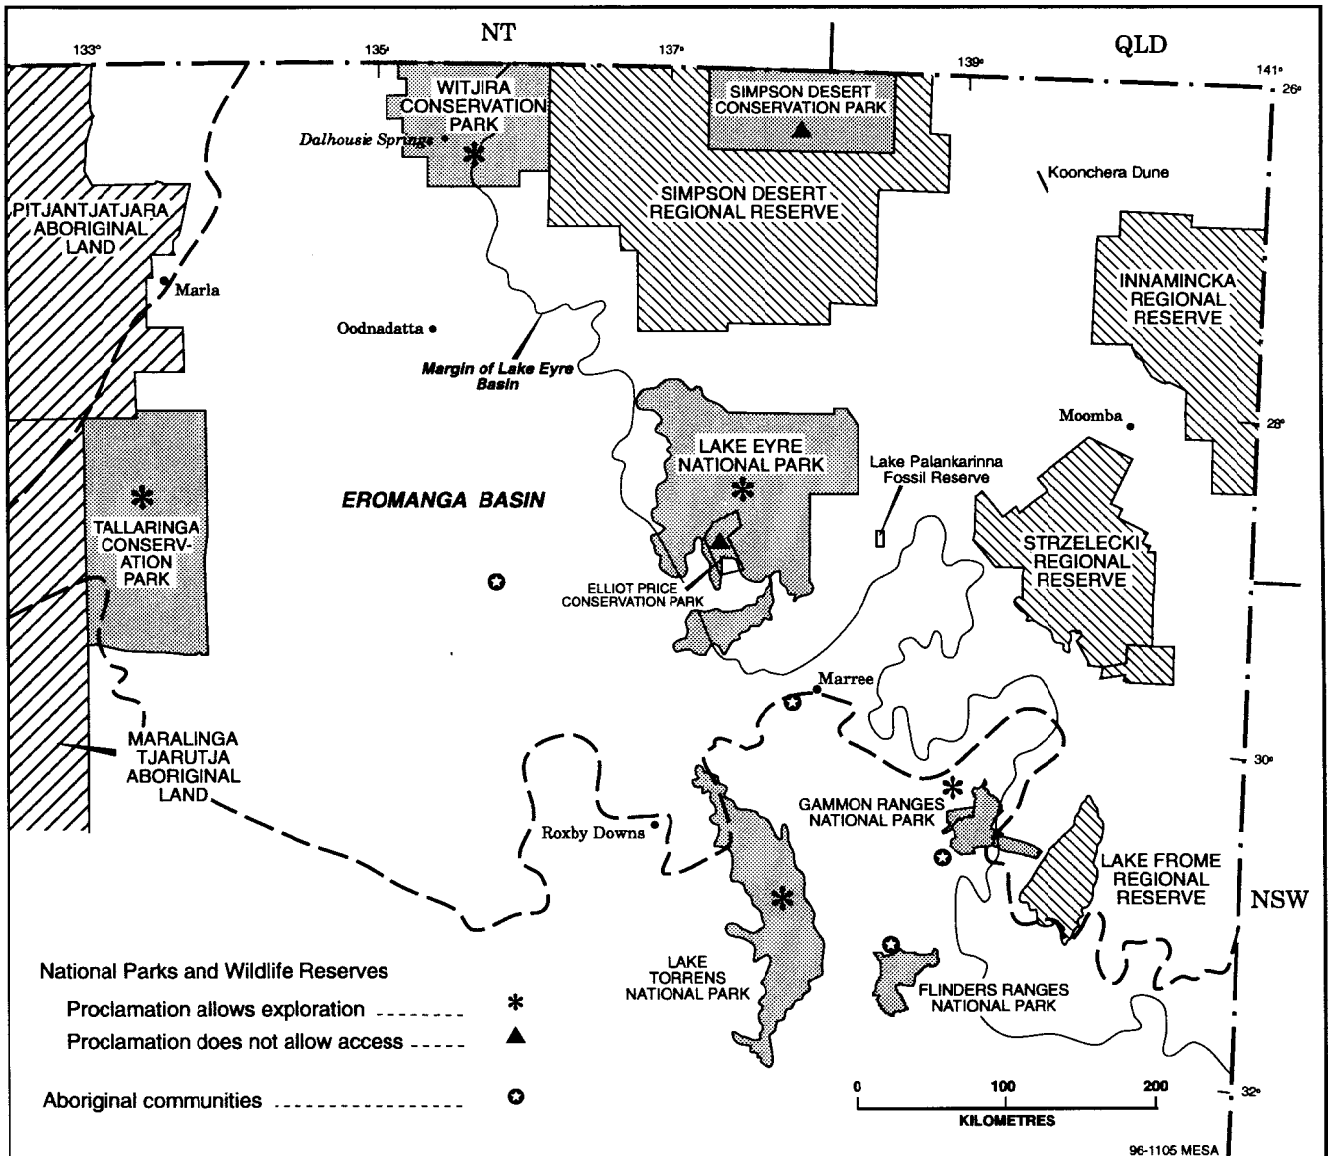 NT
QLD
133°
135°
137°
139°
141°
26°
WITJIRA
CONSERVATION
PARK
Dalhousie Springs
SIMPSON DESERT
CONSERVATION PARK
SIMPSON DESERT
REGIONAL RESERVE
Koonchera Dune
PITJANTJATJARA
ABORIGINAL
LAND
Marla
INNAMINCKA
REGIONAL
RESERVE
Oodnadatta
Margin of Lake Eyre
Basin
Moomba
28°
LAKE EYRE
NATIONAL PARK
Lake Palankarinna
Fossil Reserve
EROMANGA BASIN
TALLARINGA
CONSERV-
ATION
PARK
STRZELECKI
REGIONAL
RESERVE
ELLIOT PRICE
CONSERVATION PARK
Marree
MARALINGA
TJARUTJA
ABORIGINAL
LAND
30°
GAMMON RANGES
NATIONAL PARK
Roxby Downs
LAKE FROME
REGIONAL
RESERVE
NSW
LAKE
TORRENS
NATIONAL PARK
FLINDERS RANGES
NATIONAL PARK
National Parks and Wildlife Reserves
Proclamation allows exploration
Proclamation does not allow access
Aboriginal communities
0 100 200
KILOMETRES
32°
96-1105 MESA